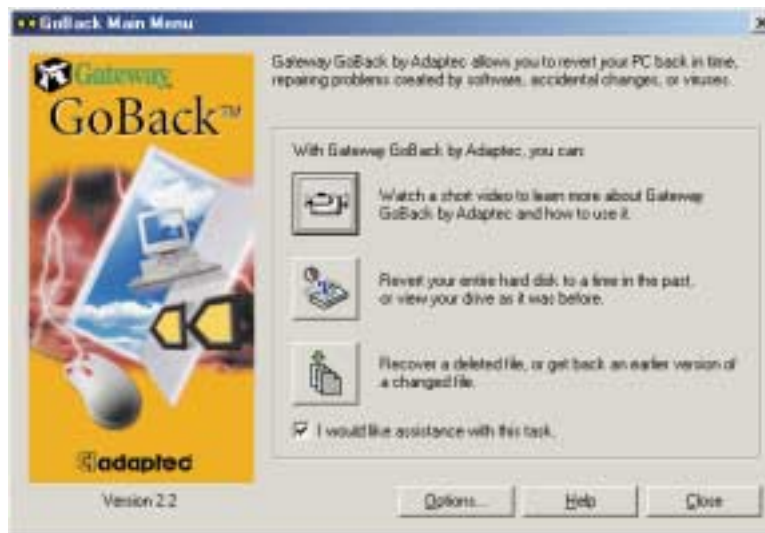 GoBack Main Menu
Gateway
GoBack™
adaptec
Version 2.2
Gateway GoBack by Adaptec allows you to revert your PC back in time,
repairing problems created by software, accidental changes, or viruses.
With Gateway GoBack by Adaptec, you can:
Watch a short video to learn more about Gateway
GoBack by Adaptec and how to use it.
Revert your entire hard disk to a time in the past,
or view your drive as it was before.
Recover a deleted file, or get back an earlier version of
a changed file.
I would like assistance with this task.
Options...
Help
Close